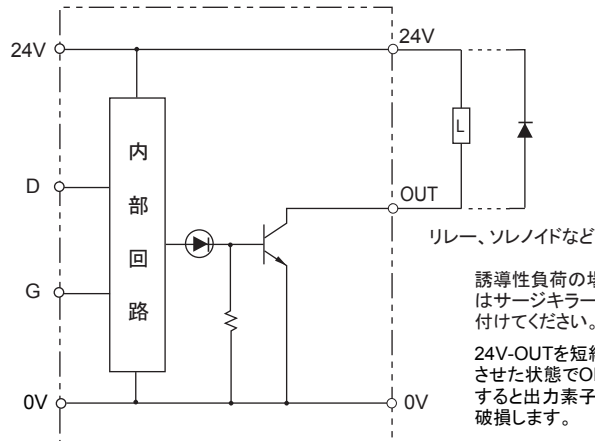 24V
24V
D
G
0V
内部回路
L
OUT
0V
リレー、ソレノイドなど
誘導性負荷の場
はサージキラー
付けてください。
24V-OUTを短絡
させた状態でO
すると出力素子
破損します。